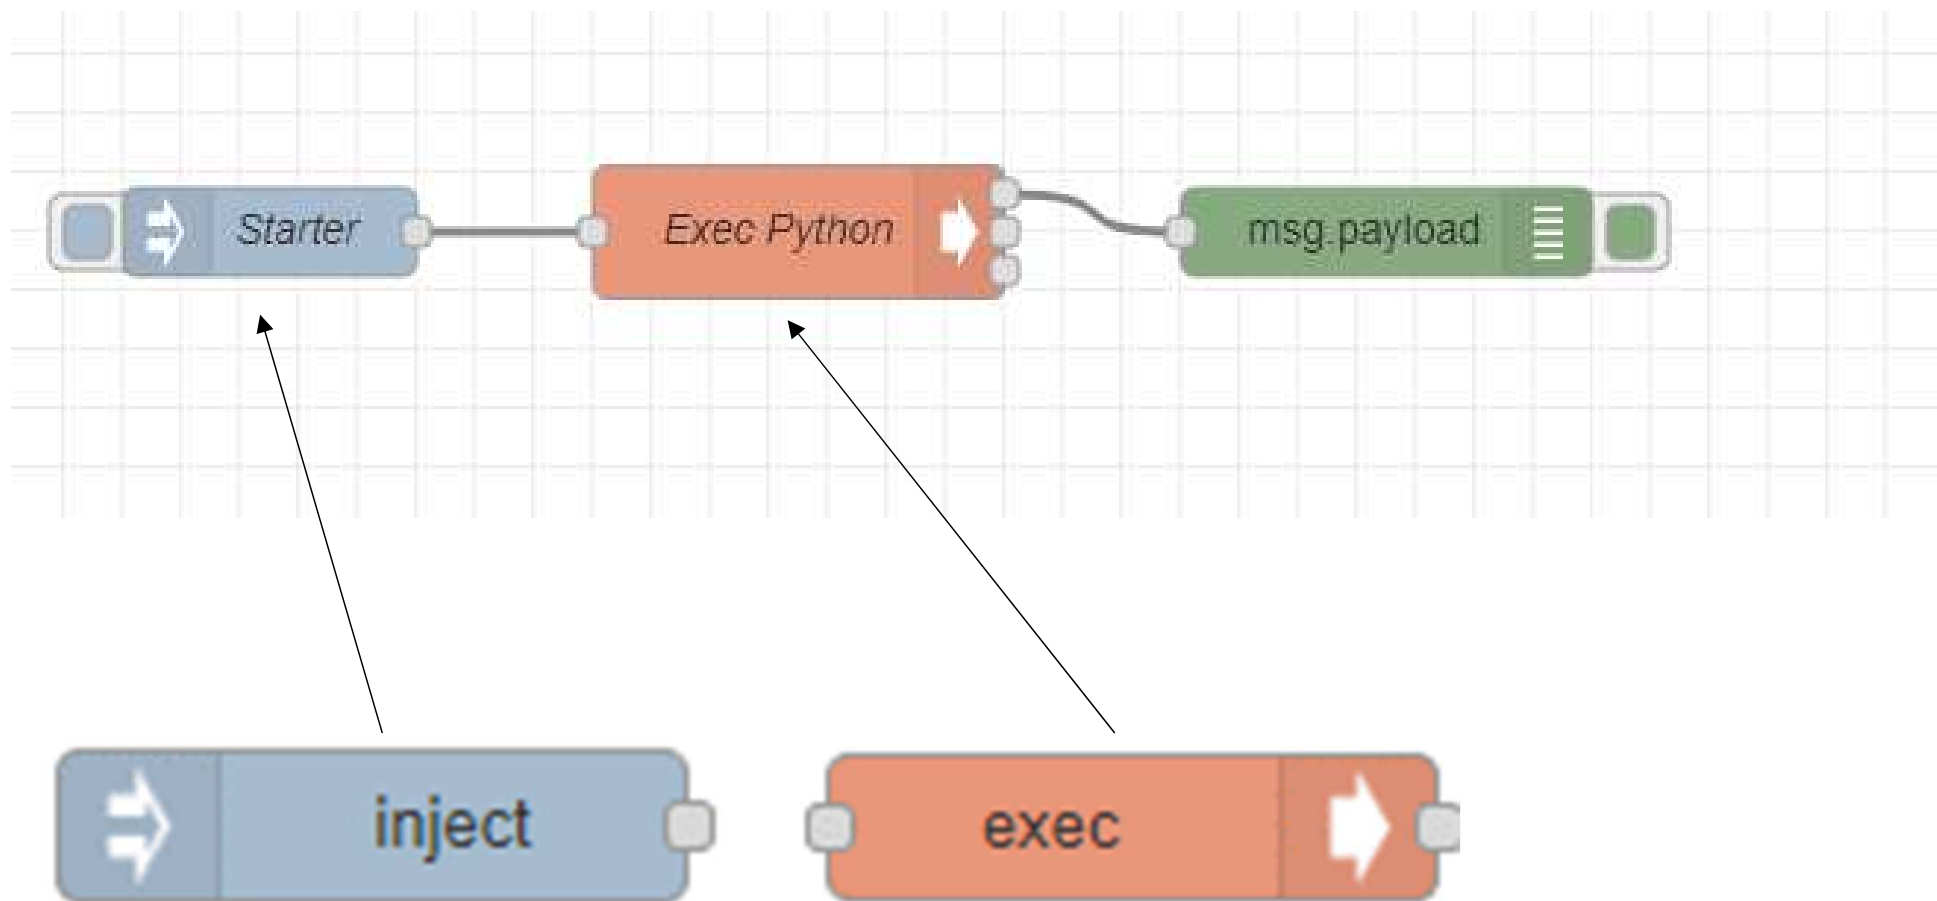 Starter
Exec Python
msg.payload
inject
exec